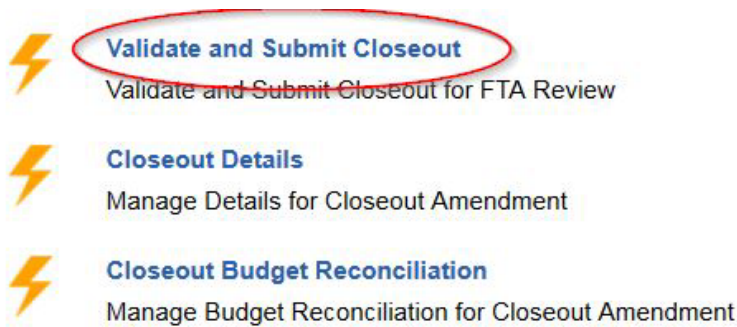 Validate and Submit Closeout
Validate and Submit Closeout for FTA Review
Closeout Details
Manage Details for Closeout Amendment
Closeout Budget Reconciliation
Manage Budget Reconciliation for Closeout Amendment